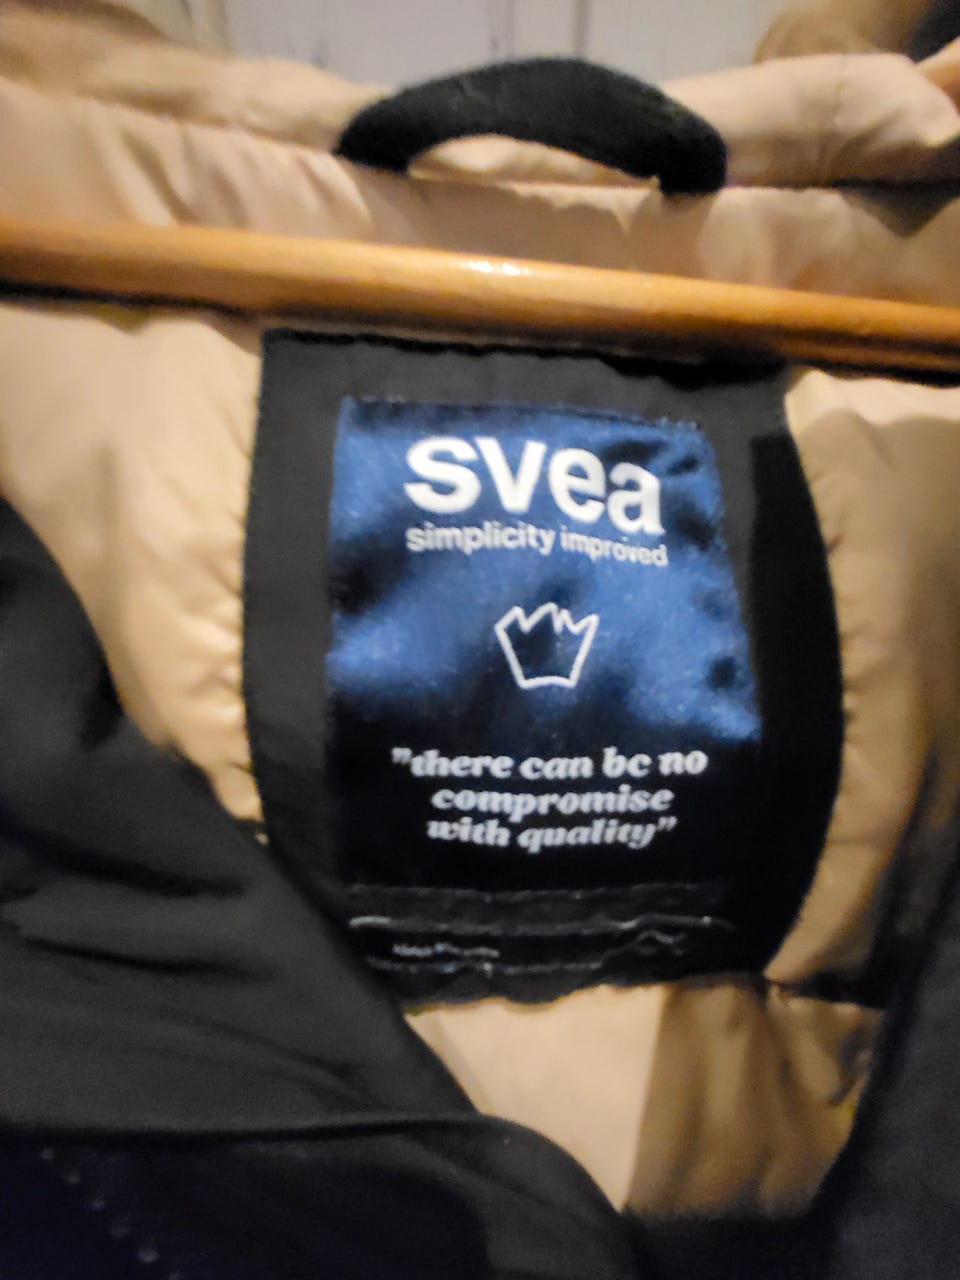 svea
simplicity improved
"there can be no
compromise
with quality"